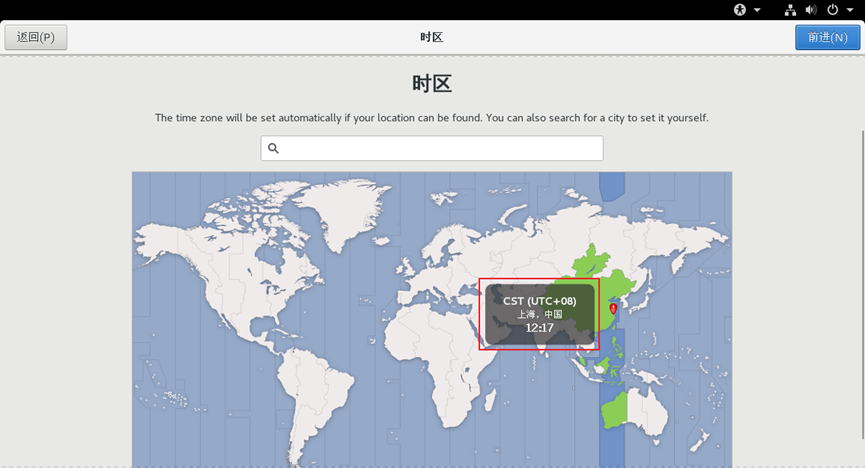 返回(P)
时区
前进(N)
时区
The time zone will be set automatically if your location can be found. You can also search for a city to set it yourself.
CST (UTC+08)
上海，中国
12:17